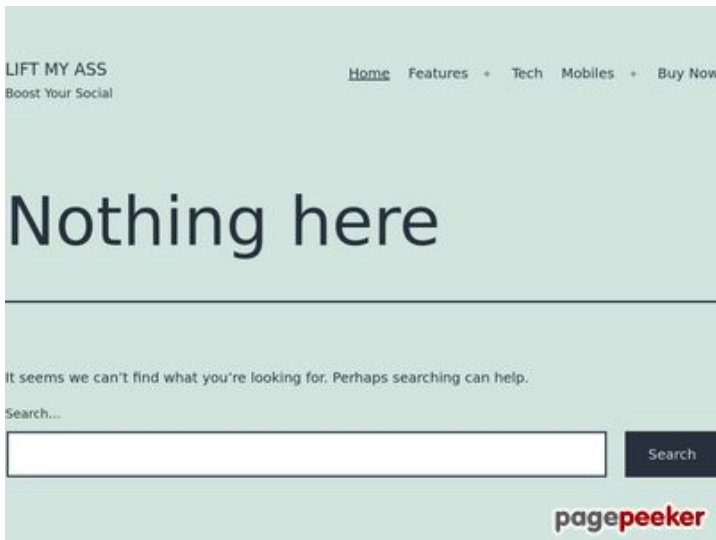 LIFT MY ASS
Boost Your Social
Home Features + Tech Mobiles + Buy Now
Nothing here
It seems we can’t find what you’re looking for. Perhaps searching can help.
Search…
Search
pagepeeker